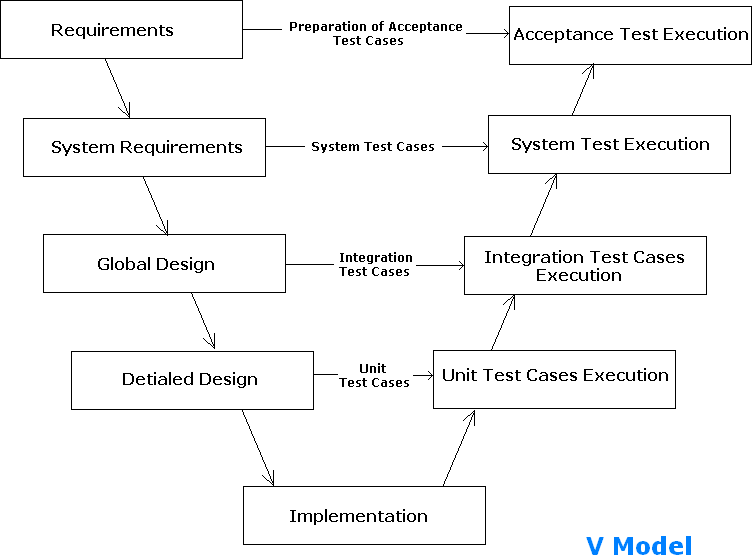 Requirements
Preparation of Acceptance
Test Cases
Acceptance Test Execution
System Requirements
System Test Cases
System Test Execution
Global Design
Integration
Test Cases
Integration Test Cases
Execution
Detialed Design
Unit
Test Cases
Unit Test Cases Execution
Implementation
V Model